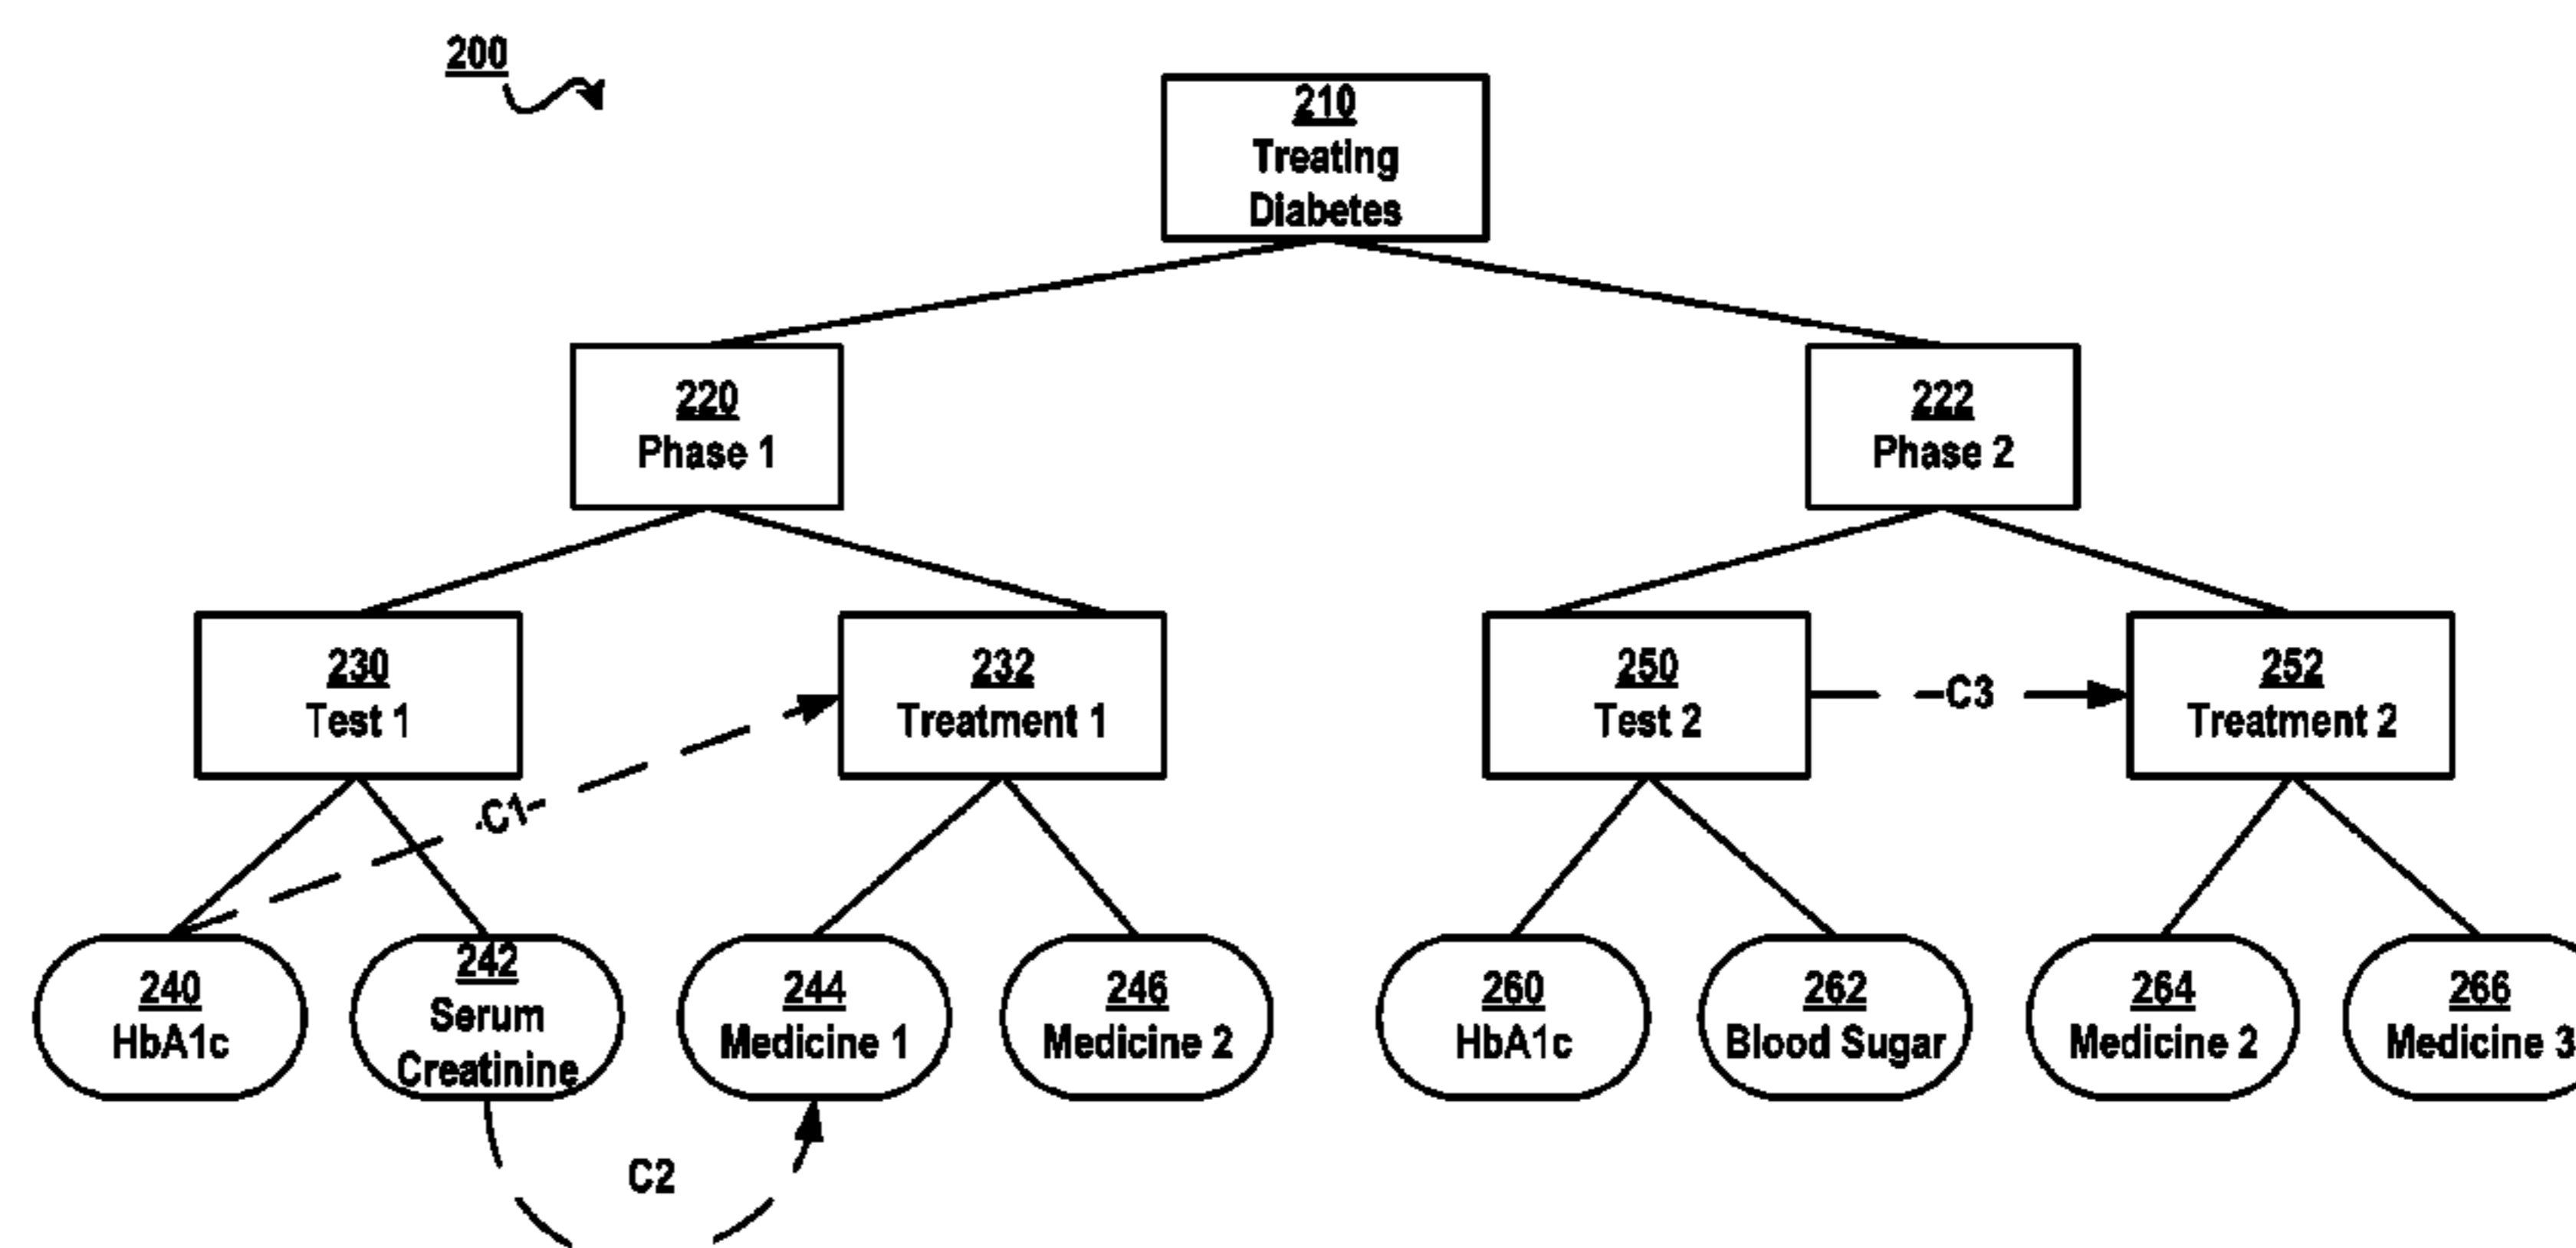 200
210
Treating
Diabetes
220
Phase 1
222
Phase 2
230
Test 1
232
Treatment 1
250
Test 2
C3
252
Treatment 2
C1
240
HbA1c
242
Serum
Creatinine
244
Medicine 1
246
Medicine 2
260
HbA1c
262
Blood Sugar
264
Medicine 2
266
Medicine 3
C2